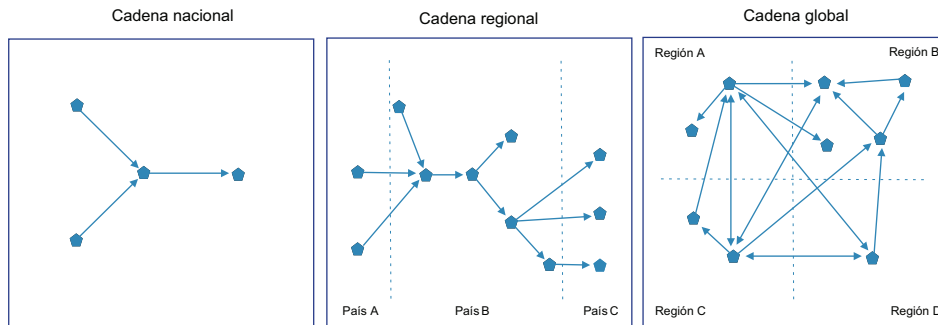 Cadena nacional
Cadena regional
Cadena global
País A
País B
País C
Región A
Región B
Región C
Región D